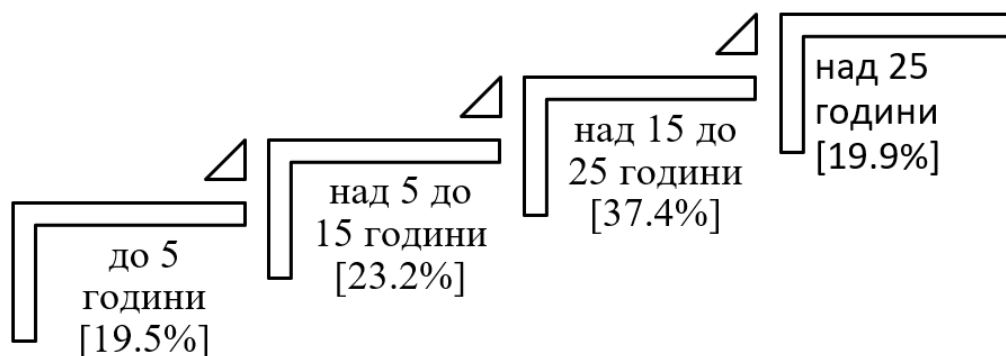 до 5
години
[19.5%]
над 5 до
15 години
[23.2%]
над 15 до
25 години
[37.4%]
над 25
години
[19.9%]